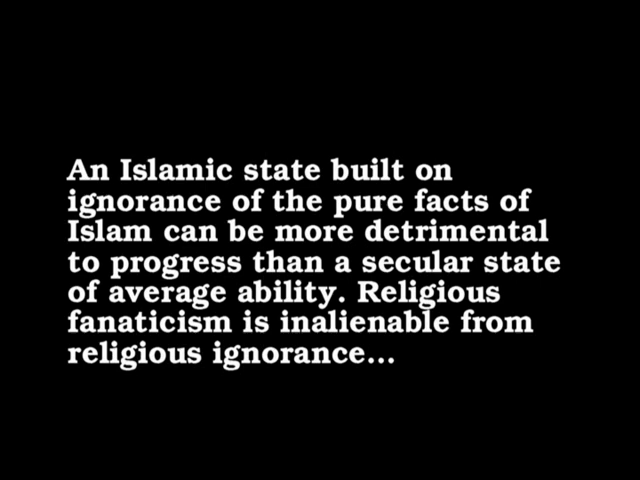 An Islamic state built on
ignorance of the pure facts of
Islam can be more detrimental
to progress than a secular state
of average ability. Religious
fanaticism is inalienable from
religious ignorance...